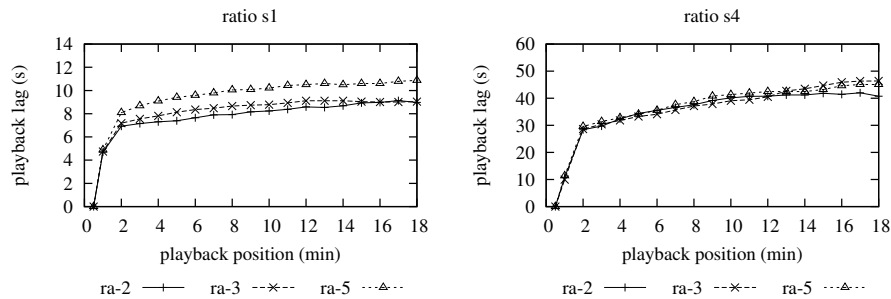 ratio s1
playback lag (s)
14
12
10
8
6
4
2
0
0 2 4 6 8 10 12 14 16 18
playback position (min)
ra-2 ra-3 ra-5
ratio s4
playback lag (s)
60
50
40
30
20
10
0
0 2 4 6 8 10 12 14 16 18
playback position (min)
ra-2 ra-3 ra-5